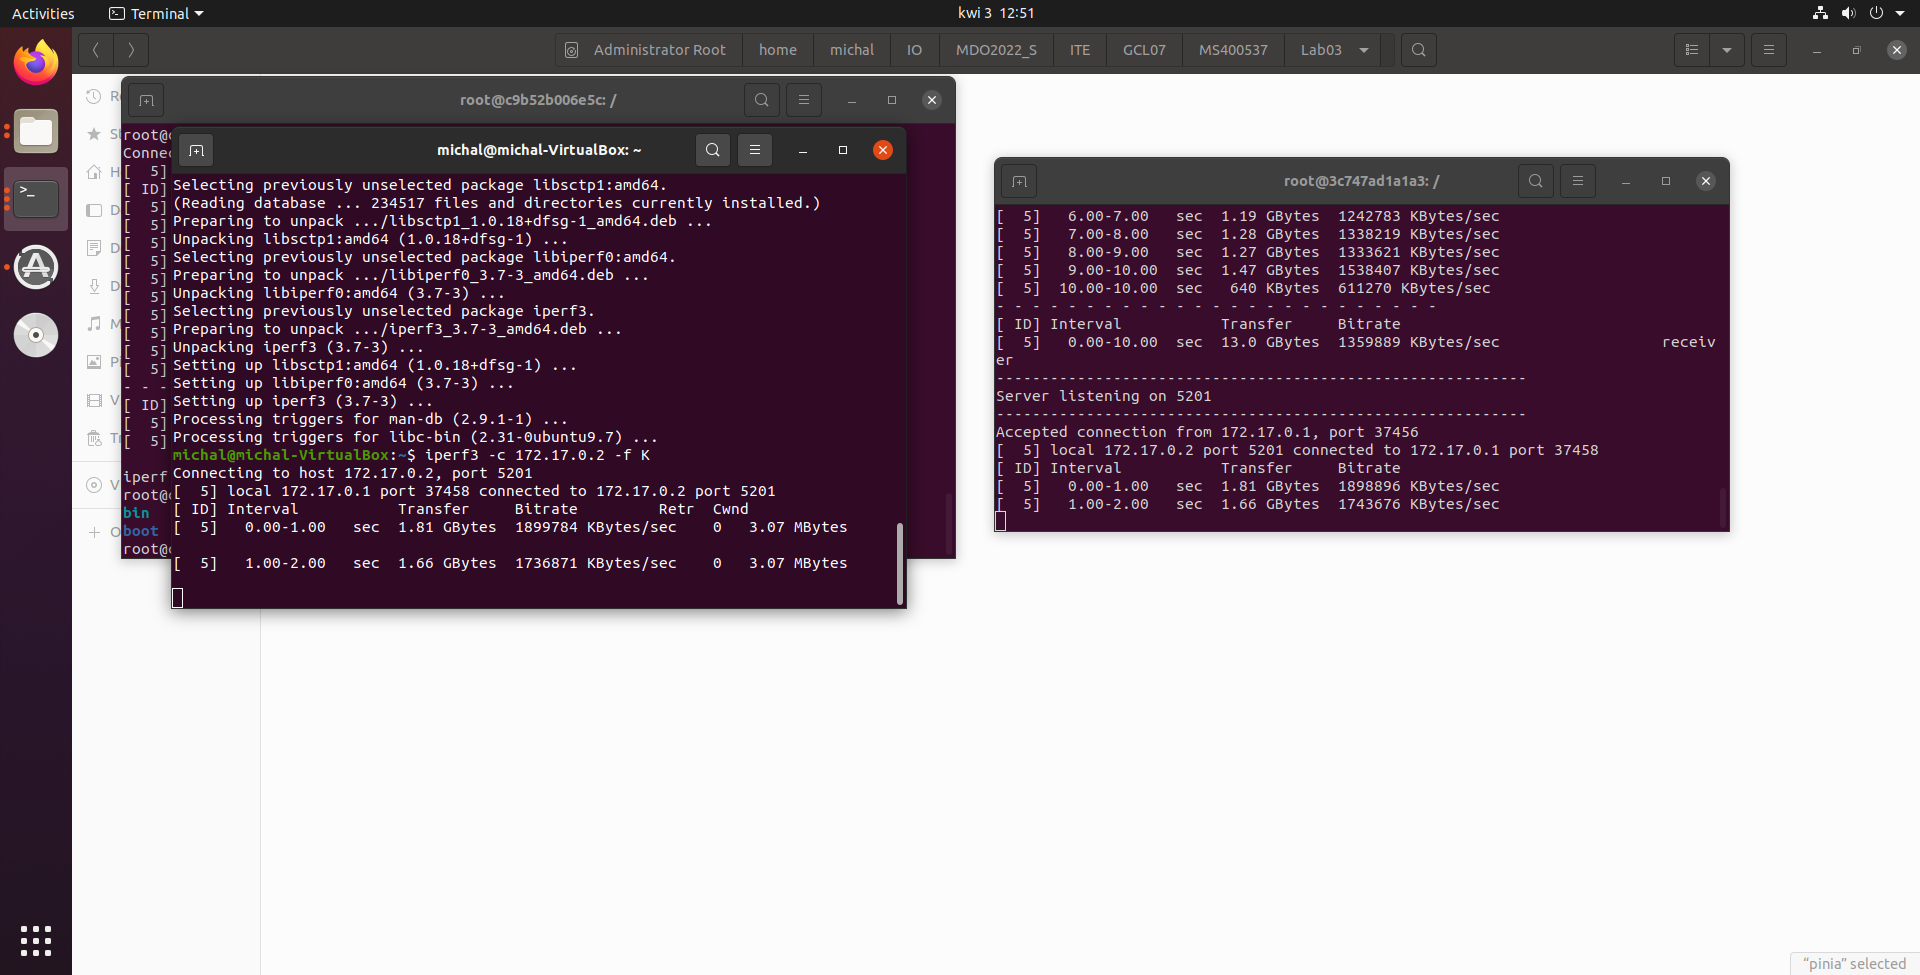 Activities
Terminal
kwi 3 12:51
Administrator Root
home
michal
IO
MDO2022_S
ITE
GCL07
MS400537
Lab03
root@c9b52b006e5c: /
root@
[ 5]
[ ID]
[ 5]
[ 5]
[ 5]
[ 5]
[ 5]
[ 5]
[ 5]
[ 5]
[ 5]
[ 5]
- - -
[ ID]
[ 5]
[ 5]
iperf
root@
bin
boot
root@
michal@michal-VirtualBox: ~
Selecting previously unselected package libsctp1:amd64.
(Reading database ... 234517 files and directories currently installed.)
Preparing to unpack .../libsctp1_1.0.18+dfsg-1_amd64.deb ...
Unpacking libsctp1:amd64 (1.0.18+dfsg-1) ...
Selecting previously unselected package libiperf0:amd64.
Preparing to unpack .../libiperf0_3.7-3_amd64.deb ...
Unpacking libiperf0:amd64 (3.7-3) ...
Selecting previously unselected package iperf3.
Preparing to unpack .../iperf3_3.7-3_amd64.deb ...
Unpacking iperf3 (3.7-3) ...
Setting up libsctp1:amd64 (1.0.18+dfsg-1) ...
Setting up libiperf0:amd64 (3.7-3) ...
Setting up iperf3 (3.7-3) ...
Processing triggers for man-db (2.9.1-1) ...
Processing triggers for libc-bin (2.31-0ubuntu9.7) ...
michal@michal-VirtualBox:~$ iperf3 -c 172.17.0.2 -f K
Connecting to host 172.17.0.2, port 5201
[ 5] local 172.17.0.1 port 37458 connected to 172.17.0.2 port 5201
[ ID] Interval Transfer Bitrate Retr Cwnd
[ 5] 0.00-1.00 sec 1.81 GBytes 1899784 KBytes/sec 0 3.07 MBytes
[ 5] 1.00-2.00 sec 1.66 GBytes 1736871 KBytes/sec 0 3.07 MBytes
root@3c747ad1a1a3: /
[ 5] 6.00-7.00 sec 1.19 GBytes 1242783 KBytes/sec
[ 5] 7.00-8.00 sec 1.28 GBytes 1338219 KBytes/sec
[ 5] 8.00-9.00 sec 1.27 GBytes 1333621 KBytes/sec
[ 5] 9.00-10.00 sec 1.47 GBytes 1538407 KBytes/sec
[ 5] 10.00-10.00 sec 640 KBytes 611270 KBytes/sec
- - - - - - - - - - - - - - - - - - - - - - - - -
[ ID] Interval Transfer Bitrate
[ 5] 0.00-10.00 sec 13.0 GBytes 1359889 KBytes/sec receiv
er
-----------------------------------------------------------
Server listening on 5201
-----------------------------------------------------------
Accepted connection from 172.17.0.1, port 37456
[ 5] local 172.17.0.2 port 5201 connected to 172.17.0.1 port 37458
[ ID] Interval Transfer Bitrate
[ 5] 0.00-1.00 sec 1.81 GBytes 1898896 KBytes/sec
[ 5] 1.00-2.00 sec 1.66 GBytes 1743676 KBytes/sec
"pinia" selected